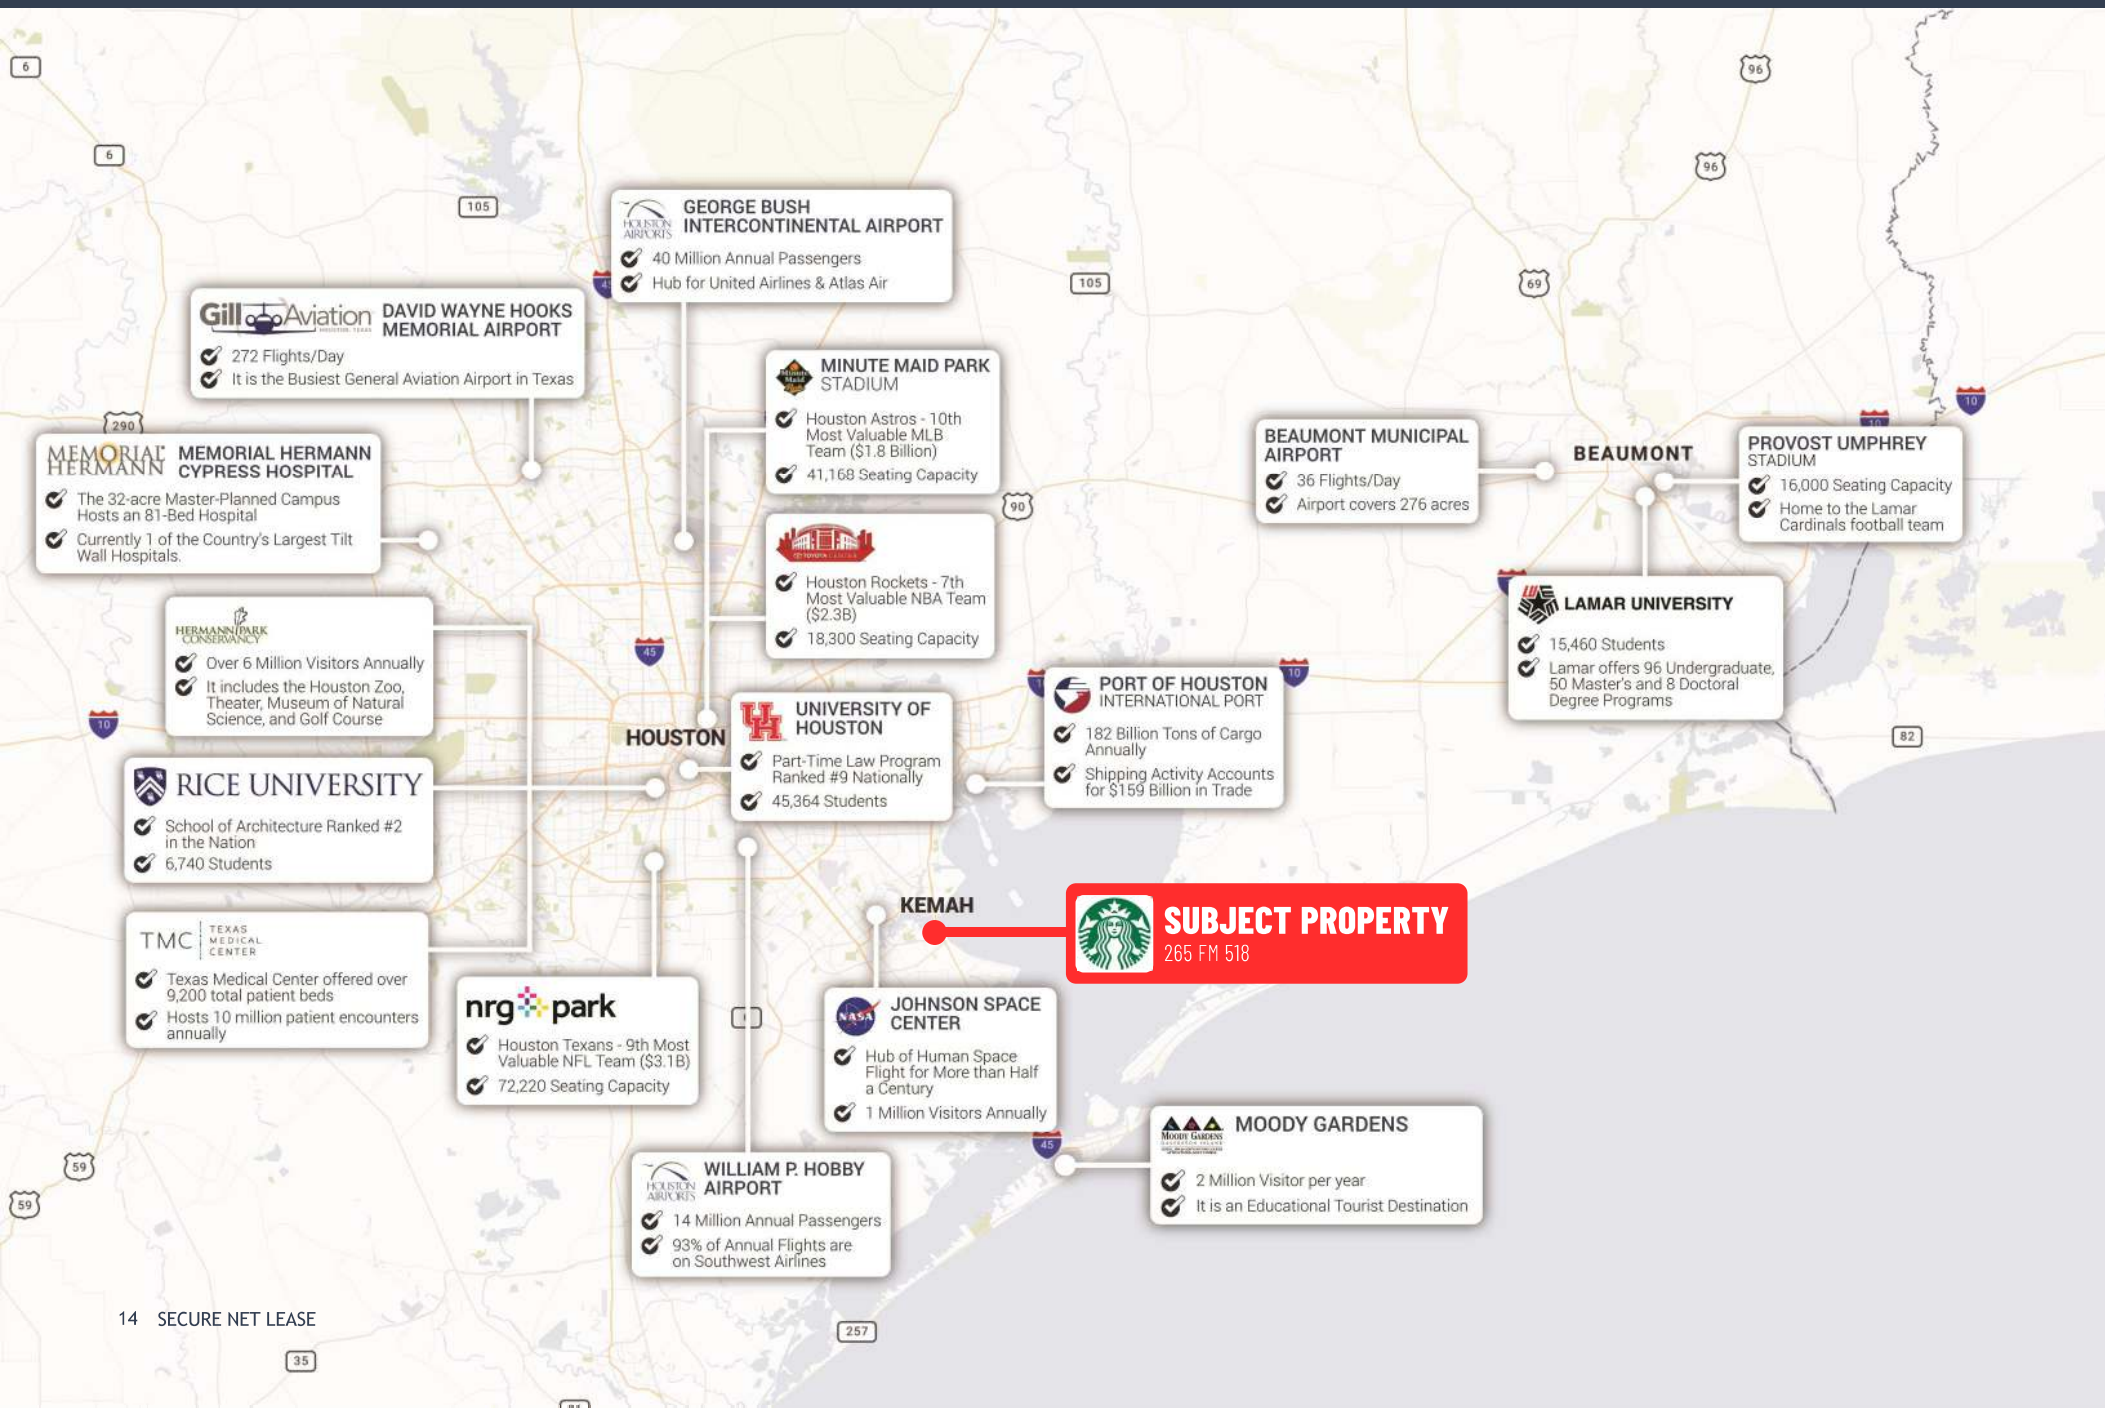 6
96
6
96
105
HOUSTON
AIRPORTS
GEORGE BUSH
INTERCONTINENTAL AIRPORT
40 Million Annual Passengers
Hub for United Airlines & Atlas Air
105
69
Gill Aviation
HOUSTON, TEXAS
DAVID WAYNE HOOKS
MEMORIAL AIRPORT
272 Flights/Day
It is the Busiest General Aviation Airport in Texas
Minute
Maid
Park
MINUTE MAID PARK
STADIUM
Houston Astros - 10th
Most Valuable MLB
Team ($1.8 Billion)
41,168 Seating Capacity
10
10
290
MEMORIAL
HERMANN
MEMORIAL HERMANN
CYPRESS HOSPITAL
The 32-acre Master-Planned Campus
Hosts an 81-Bed Hospital
Currently 1 of the Country's Largest Tilt
Wall Hospitals.
BEAUMONT MUNICIPAL
AIRPORT
36 Flights/Day
Airport covers 276 acres
BEAUMONT
PROVOST UMPHREY
STADIUM
16,000 Seating Capacity
Home to the Lamar
Cardinals football team
90
TOYOTA CENTER
Houston Rockets - 7th
Most Valuable NBA Team
($2.3B)
18,300 Seating Capacity
HERMANN PARK
CONSERVANCY
Over 6 Million Visitors Annually
It includes the Houston Zoo,
Theater, Museum of Natural
Science, and Golf Course
45
LAMAR UNIVERSITY
15,460 Students
Lamar offers 96 Undergraduate,
50 Master's and 8 Doctoral
Degree Programs
10
10
PORT OF HOUSTON
INTERNATIONAL PORT
182 Billion Tons of Cargo
Annually
Shipping Activity Accounts
for $159 Billion in Trade
82
HOUSTON
UH
UNIVERSITY OF
HOUSTON
Part-Time Law Program
Ranked #9 Nationally
45,364 Students
RICE UNIVERSITY
School of Architecture Ranked #2
in the Nation
6,740 Students
KEMAH
SUBJECT PROPERTY
265 FM 518
TMC
TEXAS
MEDICAL
CENTER
Texas Medical Center offered over
9,200 total patient beds
Hosts 10 million patient encounters
annually
nrg park
Houston Texans - 9th Most
Valuable NFL Team ($3.1B)
72,220 Seating Capacity
NASA
JOHNSON SPACE
CENTER
Hub of Human Space
Flight for More than Half
a Century
1 Million Visitors Annually
45
MOODY GARDENS
MOODY GARDENS
2 Million Visitor per year
It is an Educational Tourist Destination
59
59
HOUSTON
AIRPORTS
WILLIAM P. HOBBY
AIRPORT
14 Million Annual Passengers
93% of Annual Flights are
on Southwest Airlines
14 SECURE NET LEASE
257
35